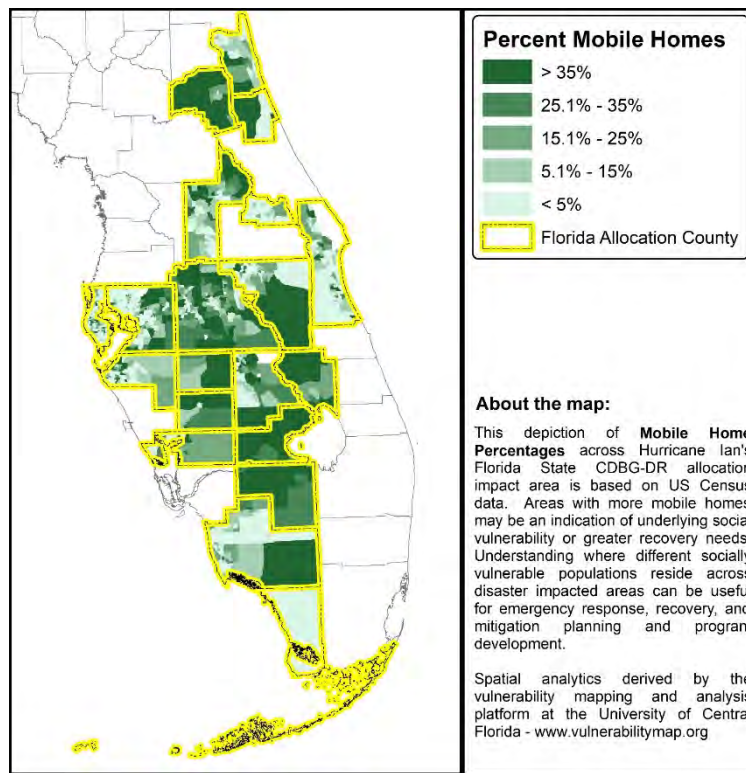 Percent Mobile Homes
> 35%
25.1% - 35%
15.1% - 25%
5.1% - 15%
< 5%
Florida Allocation County
About the map:
This depiction of Mobile Home
Percentages across Hurricane Ian's
Florida State CDBG-DR allocation
impact area is based on US Census
data. Areas with more mobile homes
may be an indication of underlying socia
vulnerability or greater recovery needs
Understanding where different socially
vulnerable populations reside across
disaster impacted areas can be usefu
for emergency response, recovery, and
mitigation planning and program
development.
Spatial analytics derived by the
vulnerability mapping and analysis
platform at the University of Centra
Florida - www.vulnerabilitymap.org